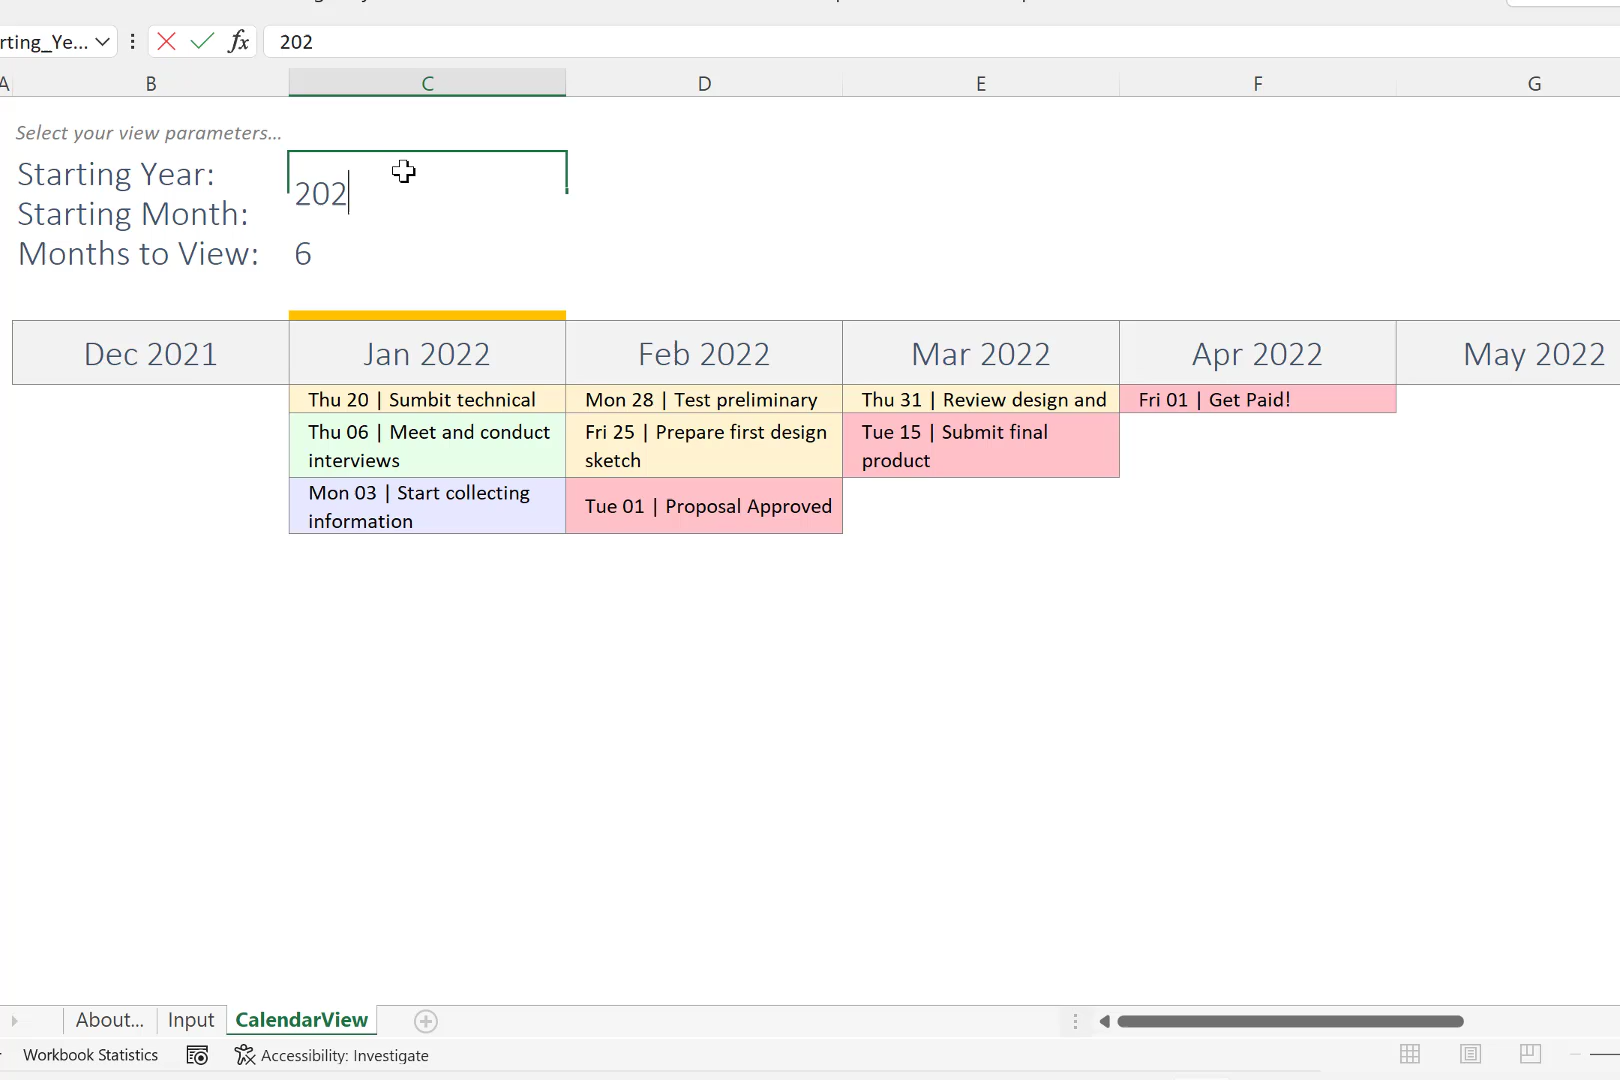 rting_Ye...
fx
202
A B C D E F G
Select your view parameters...
Starting Year:
202
Starting Month:
Months to View: 6
Dec 2021 Jan 2022 Feb 2022 Mar 2022 Apr 2022 May 2022
Thu 20 | Sumbit technical Mon 28 | Test preliminary Thu 31 | Review design and Fri 01 | Get Paid!
Thu 06 | Meet and conduct
interviews
Fri 25 | Prepare first design
sketch
Tue 15 | Submit final
product
Mon 03 | Start collecting
information
Tue 01 | Proposal Approved
About... Input CalendarView
Workbook Statistics Accessibility: Investigate